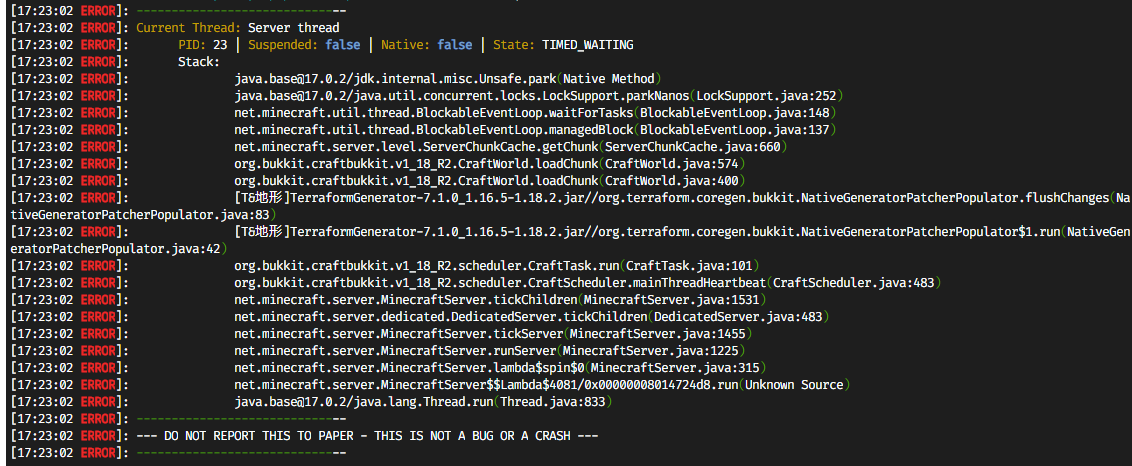 [17:23:02 ERROR]: ------------------------------
[17:23:02 ERROR]: Current Thread: Server thread
[17:23:02 ERROR]: PID: 23 | Suspended: false | Native: false | State: TIMED_WAITING
[17:23:02 ERROR]: Stack:
[17:23:02 ERROR]: java.base@17.0.2/jdk.internal.misc.Unsafe.park(Native Method)
[17:23:02 ERROR]: java.base@17.0.2/java.util.concurrent.locks.LockSupport.parkNanos(LockSupport.java:252)
[17:23:02 ERROR]: net.minecraft.util.thread.BlockableEventLoop.waitForTasks(BlockableEventLoop.java:148)
[17:23:02 ERROR]: net.minecraft.util.thread.BlockableEventLoop.managedBlock(BlockableEventLoop.java:137)
[17:23:02 ERROR]: net.minecraft.server.level.ServerChunkCache.getChunk(ServerChunkCache.java:660)
[17:23:02 ERROR]: org.bukkit.craftbukkit.v1_18_R2.CraftWorld.loadChunk(CraftWorld.java:574)
[17:23:02 ERROR]: org.bukkit.craftbukkit.v1_18_R2.CraftWorld.loadChunk(CraftWorld.java:400)
[17:23:02 ERROR]: [T&地形]TerraformGenerator-7.1.0_1.16.5-1.18.2.jar//org.terraform.coregen.bukkit.NativeGeneratorPatcherPopulator.flushChanges(Na
tiveGeneratorPatcherPopulator.java:83)
[17:23:02 ERROR]: [T&地形]TerraformGenerator-7.1.0_1.16.5-1.18.2.jar//org.terraform.coregen.bukkit.NativeGeneratorPatcherPopulator$1.run(NativeGen
eratorPatcherPopulator.java:42)
[17:23:02 ERROR]: org.bukkit.craftbukkit.v1_18_R2.scheduler.CraftTask.run(CraftTask.java:101)
[17:23:02 ERROR]: org.bukkit.craftbukkit.v1_18_R2.scheduler.CraftScheduler.mainThreadHeartbeat(CraftScheduler.java:483)
[17:23:02 ERROR]: net.minecraft.server.MinecraftServer.tickChildren(MinecraftServer.java:1531)
[17:23:02 ERROR]: net.minecraft.server.dedicated.DedicatedServer.tickChildren(DedicatedServer.java:483)
[17:23:02 ERROR]: net.minecraft.server.MinecraftServer.tickServer(MinecraftServer.java:1455)
[17:23:02 ERROR]: net.minecraft.server.MinecraftServer.runServer(MinecraftServer.java:1225)
[17:23:02 ERROR]: net.minecraft.server.MinecraftServer.lambda$spin$0(MinecraftServer.java:315)
[17:23:02 ERROR]: net.minecraft.server.MinecraftServer$$Lambda$4081/0x00000008014724d8.run(Unknown Source)
[17:23:02 ERROR]: java.base@17.0.2/java.lang.Thread.run(Thread.java:833)
[17:23:02 ERROR]: ------------------------------
[17:23:02 ERROR]: --- DO NOT REPORT THIS TO PAPER - THIS IS NOT A BUG OR A CRASH ---
[17:23:02 ERROR]: ------------------------------